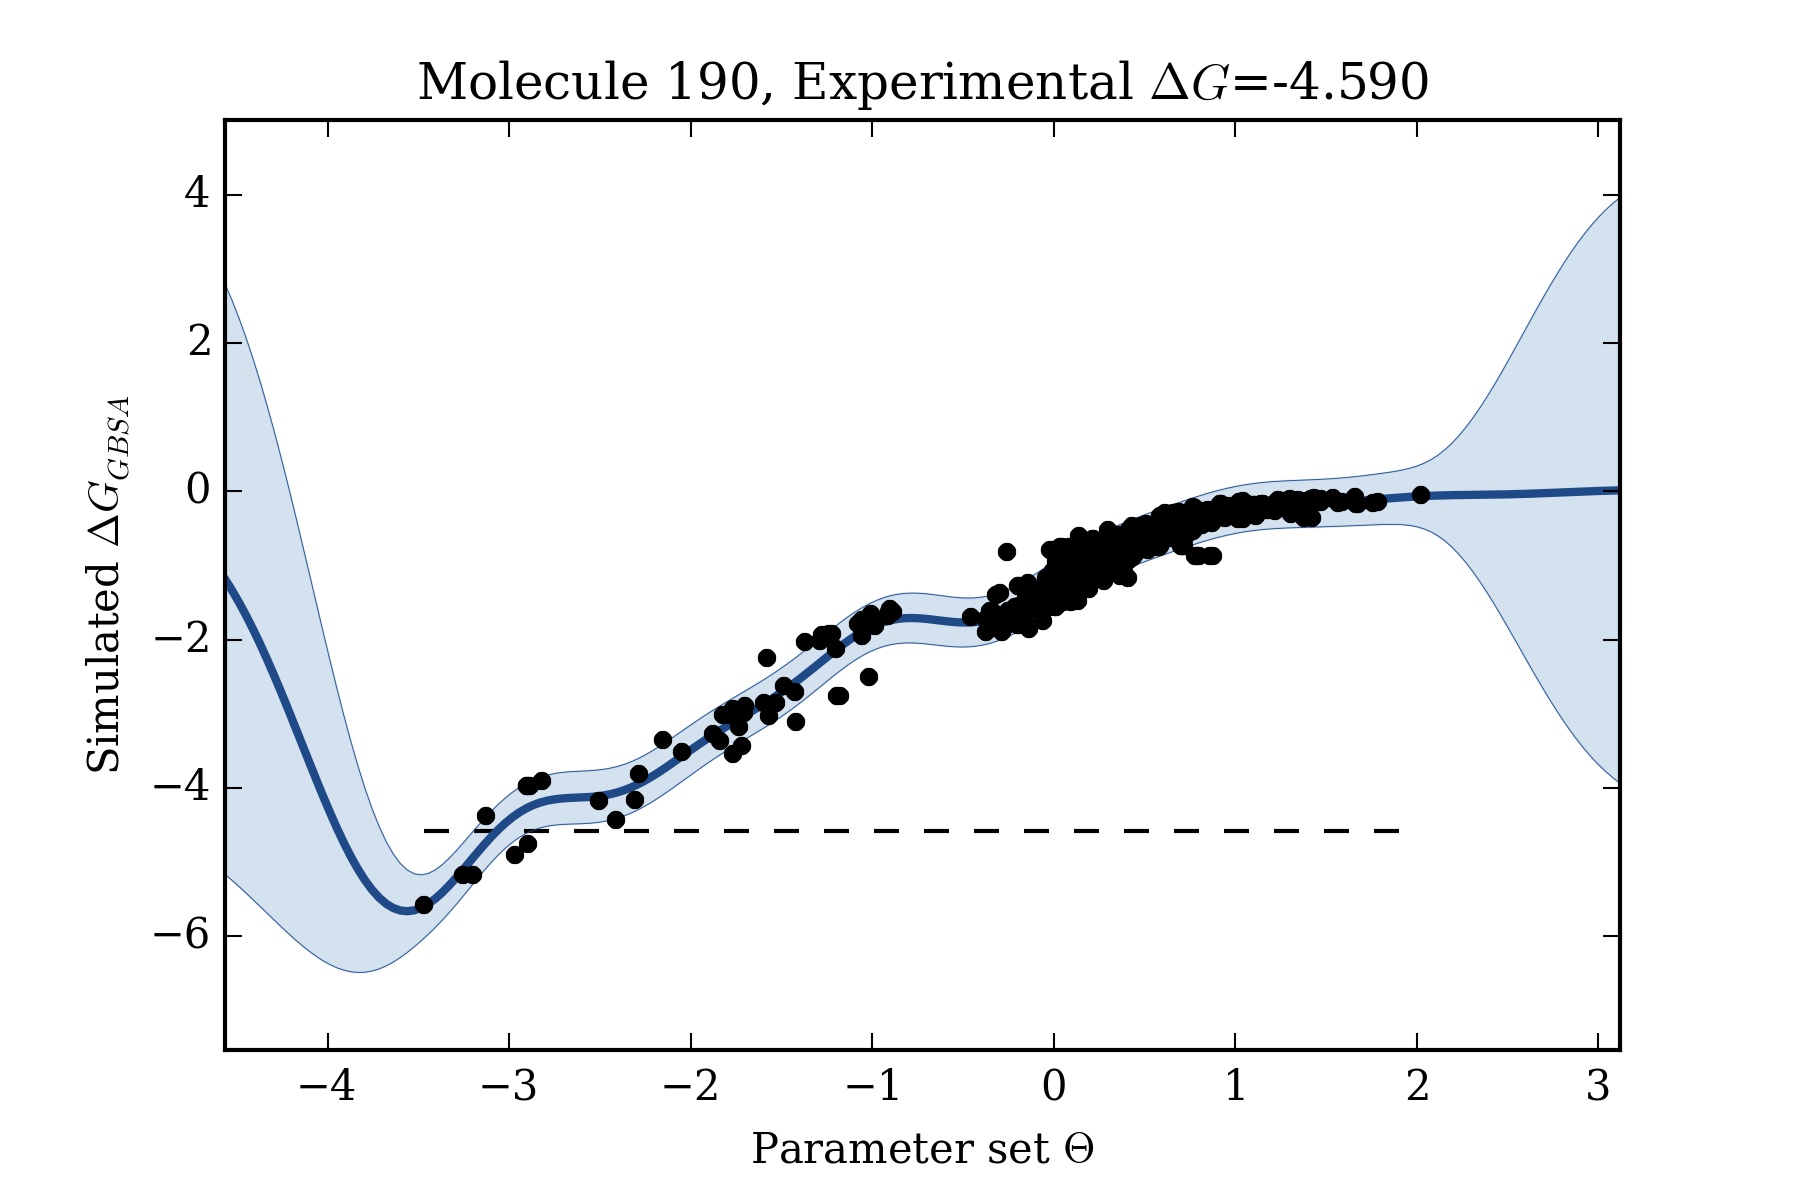 Molecule 190, Experimental ΔG=-4.590
Simulated ΔG_GBSA
4
2
0
−2
−4
−6
−4 −3 −2 −1 0 1 2 3
Parameter set Θ